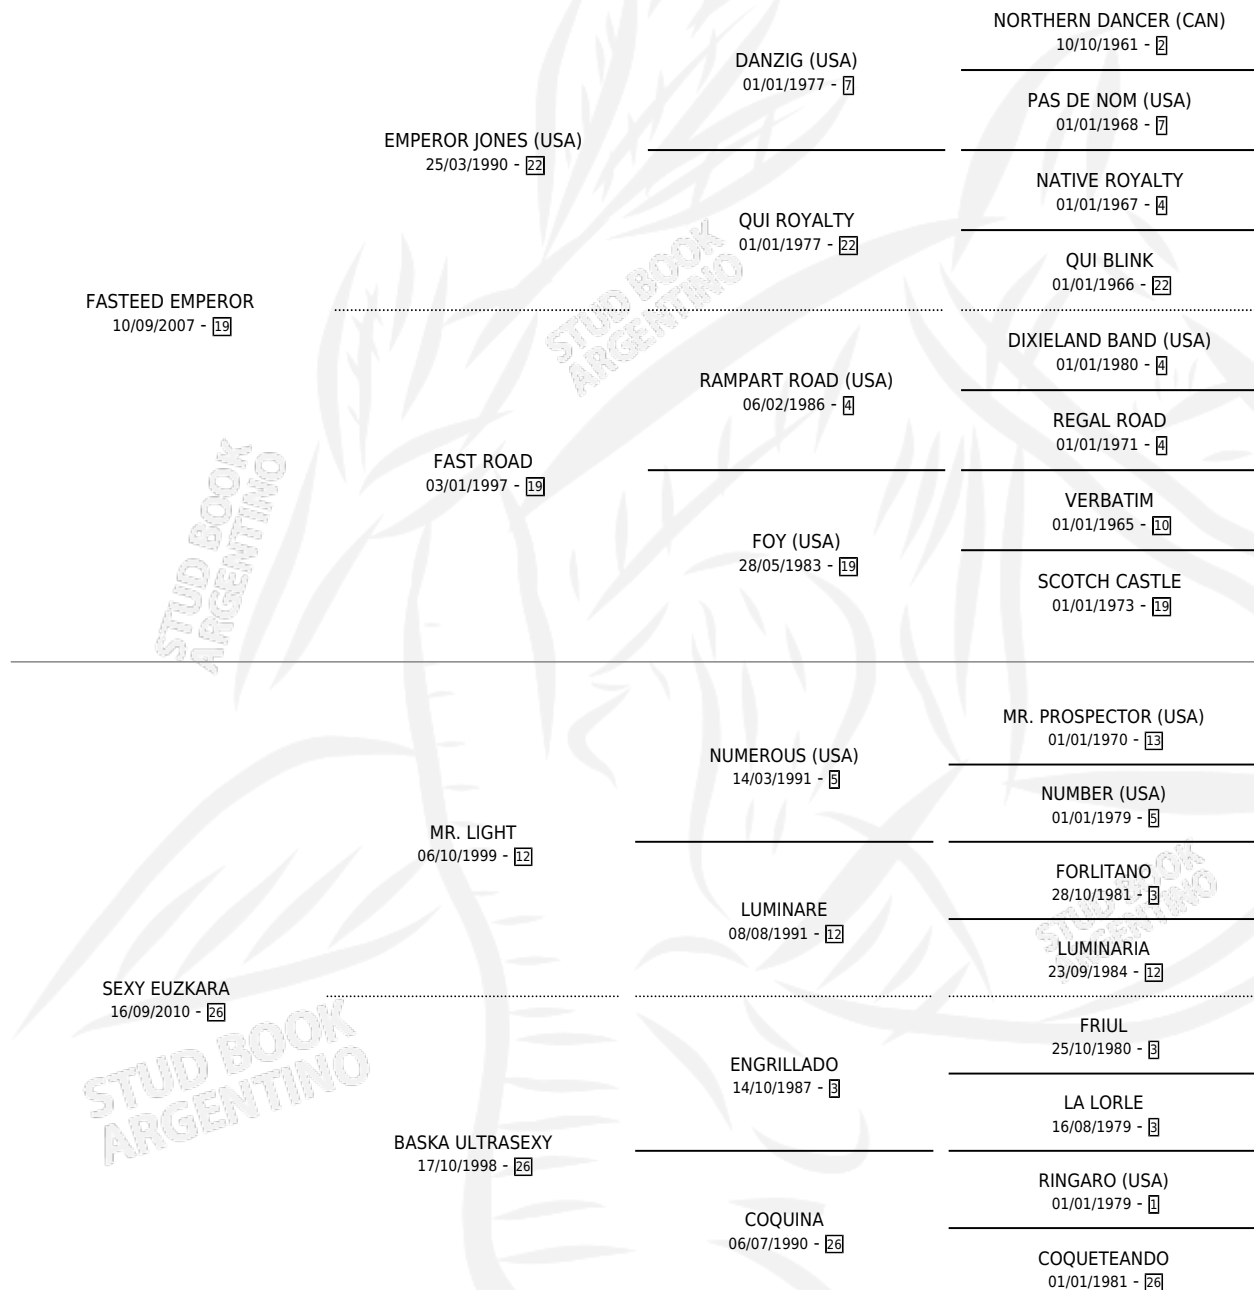 NORTHERN DANCER (CAN)
10/10/1961 - 2
DANZIG (USA)
01/01/1977 - 7
PAS DE NOM (USA)
01/01/1968 - 7
EMPEROR JONES (USA)
25/03/1990 - 22
NATIVE ROYALTY
01/01/1967 - 4
QUI ROYALTY
01/01/1977 - 22
QUI BLINK
01/01/1966 - 22
FASTEED EMPEROR
10/09/2007 - 19
STUD BOOK
ARGENTINO
DIXIELAND BAND (USA)
01/01/1980 - 4
RAMPART ROAD (USA)
06/02/1986 - 4
REGAL ROAD
01/01/1971 - 4
FAST ROAD
03/01/1997 - 19
VERBATIM
01/01/1965 - 10
FOY (USA)
28/05/1983 - 19
SCOTCH CASTLE
01/01/1973 - 19
STUD BOOK
ARGENTINO
MR. PROSPECTOR (USA)
01/01/1970 - 13
NUMEROUS (USA)
14/03/1991 - 5
NUMBER (USA)
01/01/1979 - 5
MR. LIGHT
06/10/1999 - 12
FORLITANO
28/10/1981 - 3
LUMINARE
08/08/1991 - 12
LUMINARIA
23/09/1984 - 12
STUD BOOK
ARGENTINO
SEXY EUZKARA
16/09/2010 - 26
STUD BOOK
ARGENTINO
FRIUL
25/10/1980 - 3
ENGRILLADO
14/10/1987 - 3
LA LORLE
16/08/1979 - 3
BASKA ULTRASEXY
17/10/1998 - 26
RINGARO (USA)
01/01/1979 - 1
COQUINA
06/07/1990 - 26
COQUETEANDO
01/01/1981 - 26